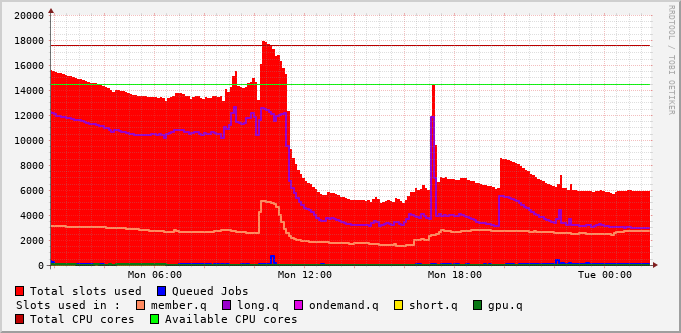 20000
18000
16000
14000
12000
10000
8000
6000
4000
2000
0
Mon 06:00 Mon 12:00 Mon 18:00 Tue 00:00
RRDTOOL / TOBI OETIKER
Total slots used Queued Jobs
Slots used in : member.q long.q ondemand.q short.q gpu.q
Total CPU cores Available CPU cores